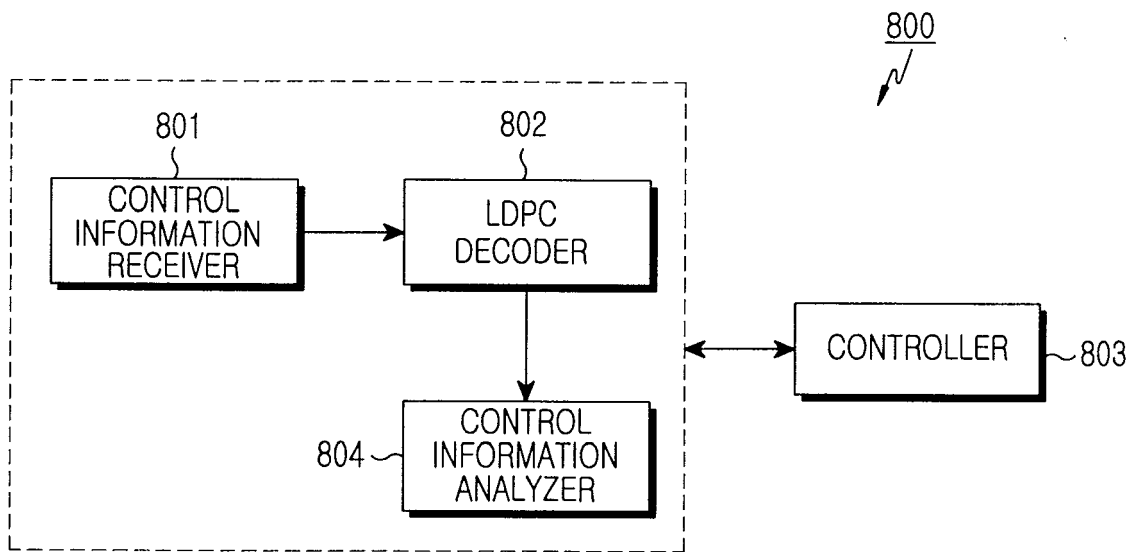 800
801
802
CONTROL
INFORMATION
RECEIVER
LDPC
DECODER
CONTROLLER
803
804
CONTROL
INFORMATION
ANALYZER